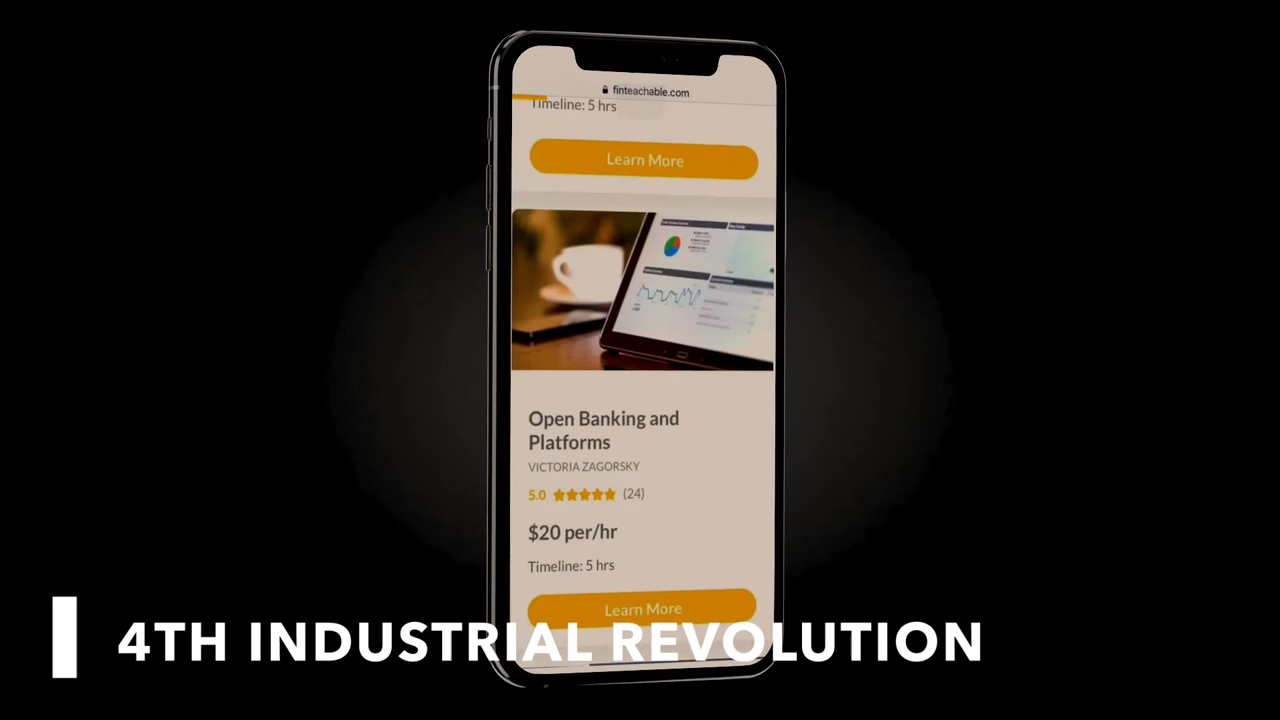 finteachable.com
Timeline: 5 hrs
Learn More
Open Banking and
Platforms
VICTORIA ZAGORSKY
5.0 (24)
$20 per/hr
Timeline: 5 hrs
Learn More
4TH INDUSTRIAL REVOLUTION